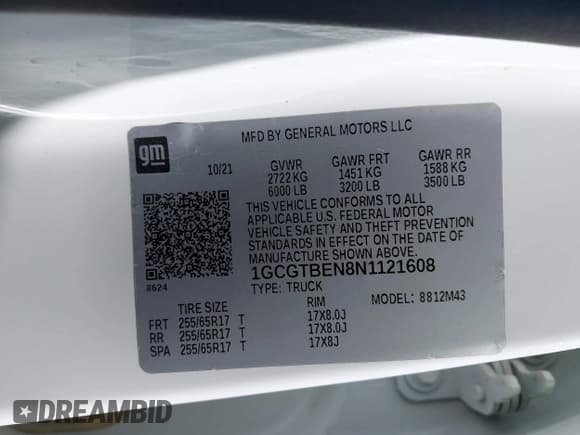 MFD BY GENERAL MOTORS LLC
gm
10/21 GVWR GAWR FRT GAWR RR
2722 KG 1451 KG 1588 KG
6000 LB 3200 LB 3500 LB
THIS VEHICLE CONFORMS TO ALL
APPLICABLE U.S. FEDERAL MOTOR
VEHICLE SAFETY AND THEFT PREVENTION
STANDARDS IN EFFECT ON THE DATE OF
MANUFACTURE SHOWN ABOVE.
8624
1GCGTBEN8N1121608
TYPE: TRUCK MODEL: 8812M43
TIRE SIZE RIM
FRT 255/65R17 T 17X8.0J
RR 255/65R17 T 17X8.0J
SPA 255/65R17 T 17X8J
DREAMBID